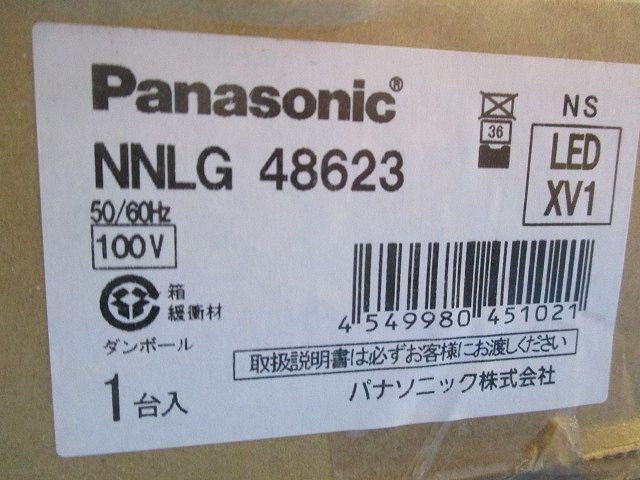 Panasonic®
NNLG 48623
50/60Hz
100V
箱
緩衝材
ダンボール
1台入
36
NS
LED
XV1
4 549980 451021
取扱説明書は必ずお客様にお渡しください
パナソニック株式会社